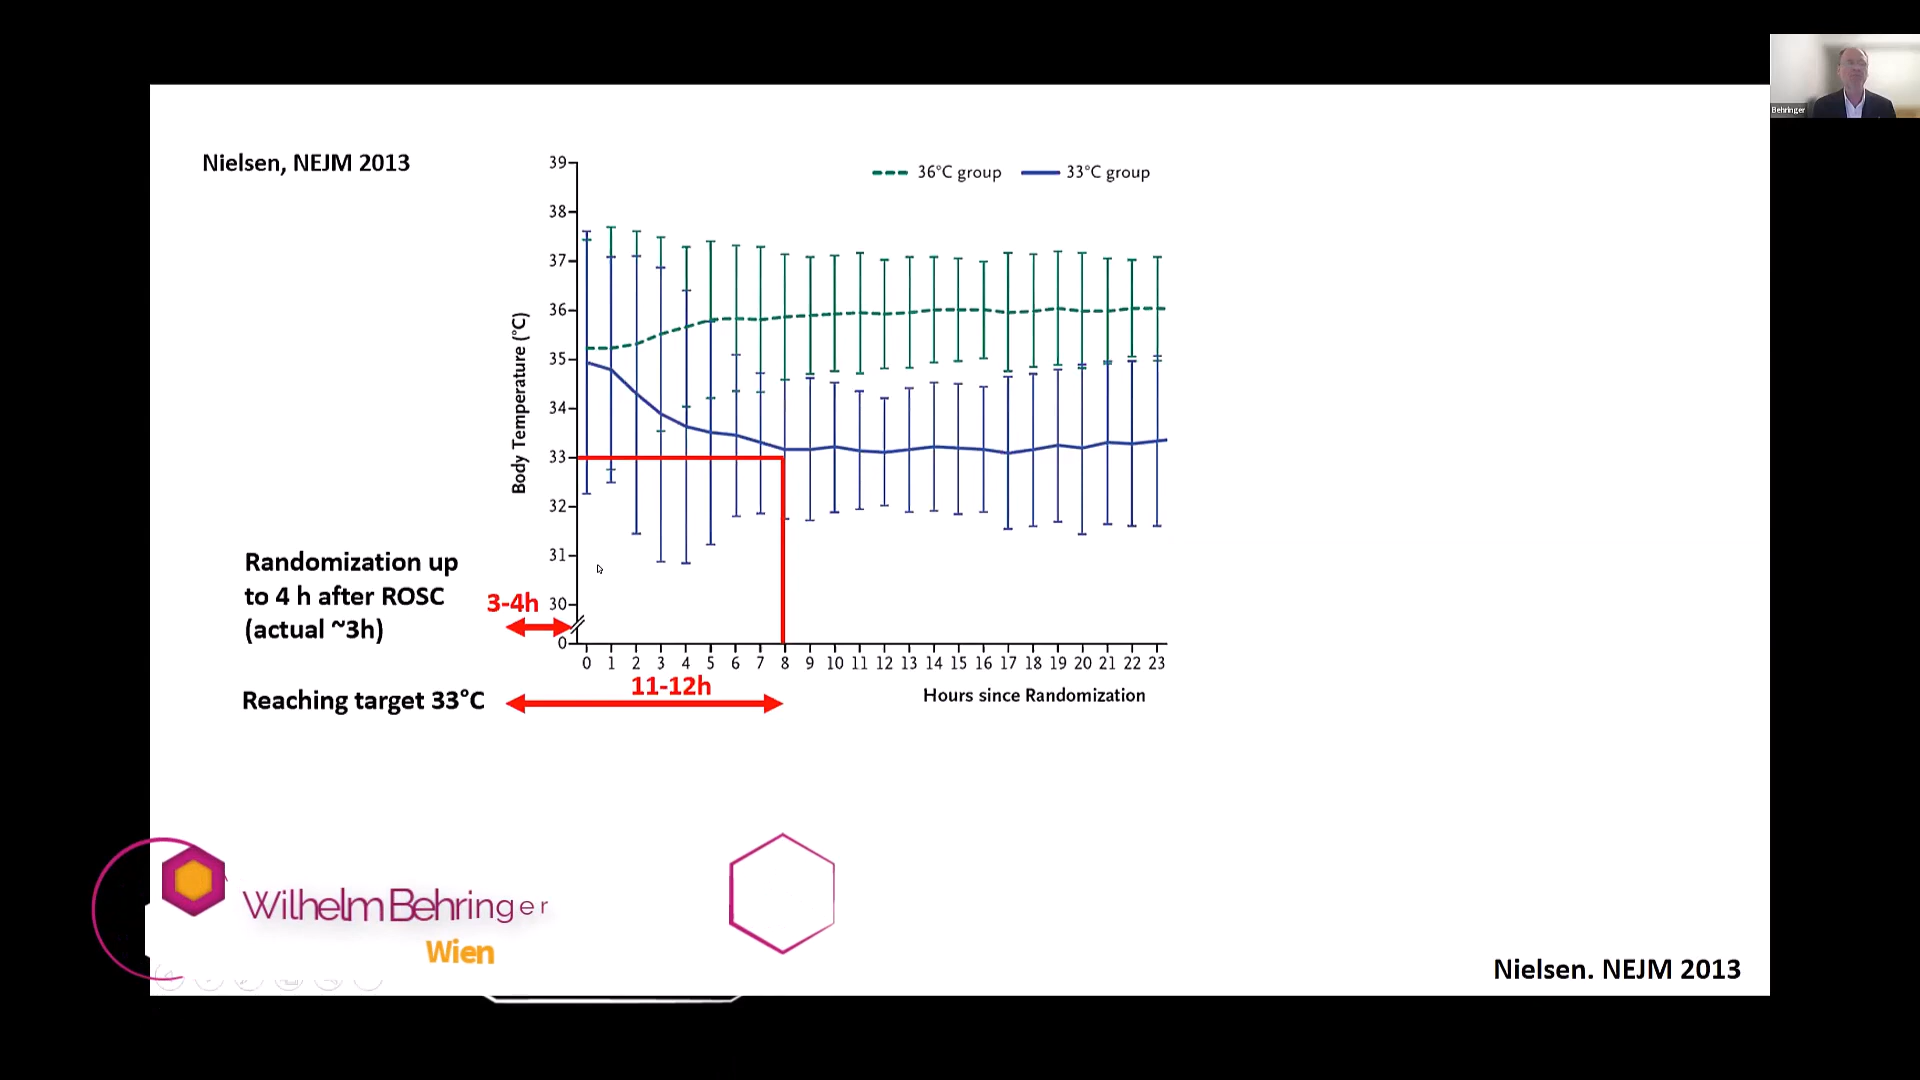 Behringer
Nielsen, NEJM 2013
36°C group
33°C group
39
38
37
36
35
34
33
32
31
30
0
Body Temperature (°C)
Randomization up
to 4 h after ROSC
(actual ~3h)
3-4h
0 1 2 3 4 5 6 7 8 9 10 11 12 13 14 15 16 17 18 19 20 21 22 23
11-12h
Hours since Randomization
Reaching target 33°C
Wilhelm Behringer
Wien
Nielsen. NEJM 2013